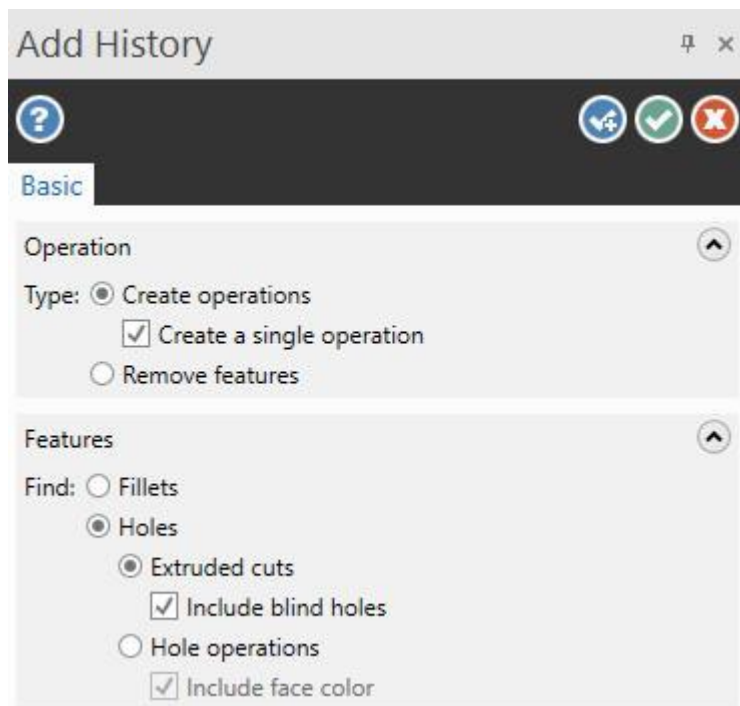 Add History
?
Basic
Operation
Type: Create operations
Create a single operation
Remove features
Features
Find: Fillets
Holes
Extruded cuts
Include blind holes
Hole operations
Include face color